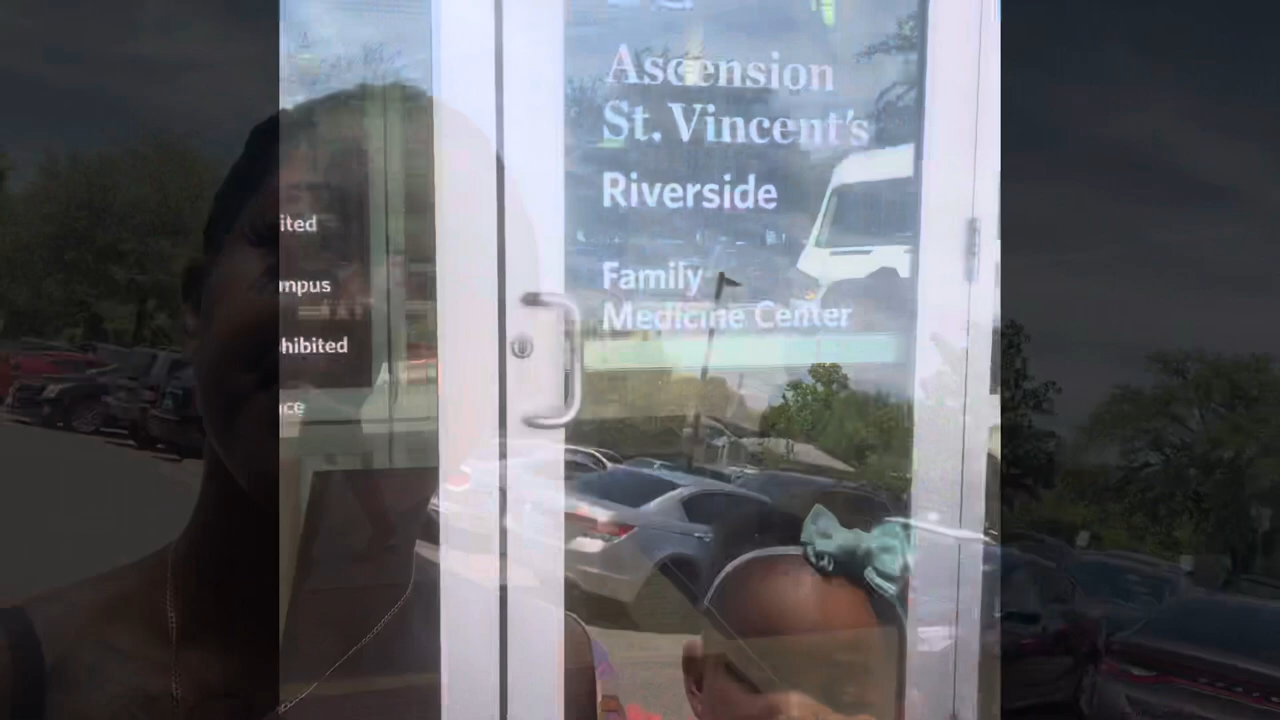 Ascension
St. Vincent's
Riverside
Family
Medicine Center
ited
mpus
hibited
ce